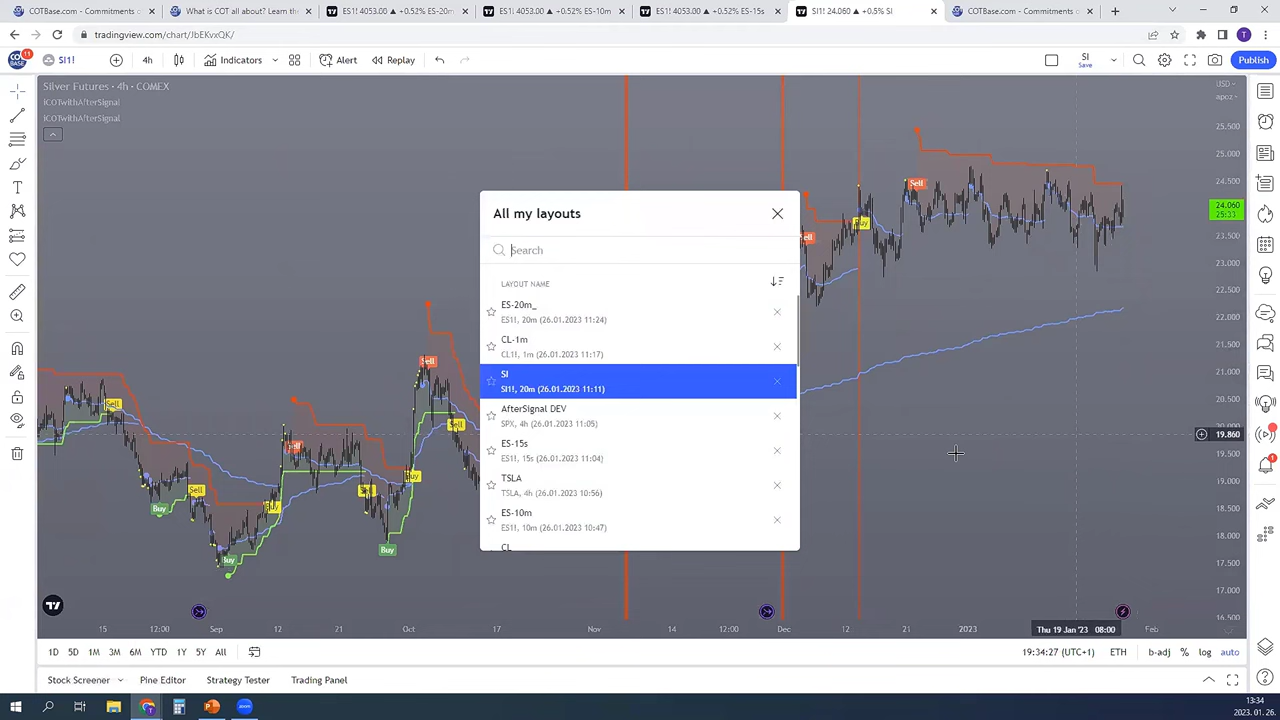 COTBase.com - Commitments o
What is COT all about? Learn the
ES1! 4053.00 ▲ +0.52% ES-20m
ES1! 4053.00 ▲ +0.52% ES-10m
ES1! 4053.00 ▲ +0.52% ES-15s
SI1! 24.060 ▲ +0.5% SI
COTBase.com - Commitments of
tradingview.com/chart/JbEKvxQK/
T
COT
BASE
11
SI1!
4h
Indicators
Alert
Replay
SI
Save
Publish
Silver Futures • 4h • COMEX
ICOTwithAfterSignal
ICOTwithAfterSignal
USD
apoz
25.500
25.000
24.500
24.060
25:33
23.500
23.000
22.500
22.000
21.500
21.000
20.500
19.860
19.500
19.000
18.500
18.000
17.500
17.000
16.500
All my layouts
Search
LAYOUT NAME
ES-20m_
ES1!, 20m (26.01.2023 11:24)
CL-1m
CL1!, 1m (26.01.2023 11:17)
SI
SI1!, 20m (26.01.2023 11:11)
AfterSignal DEV
SPX, 4h (26.01.2023 11:05)
ES-15s
ES1!, 15s (26.01.2023 11:04)
TSLA
TSLA, 4h (26.01.2023 10:56)
ES-10m
ES1!, 10m (26.01.2023 10:47)
CL
Sell
Buy
Sell
Buy
Buy
Sell
Buy
Buy
Sell
Sell
Buy
Sell
15
12:00
Sep
12
21
Oct
17
Nov
14
12:00
Dec
12
21
2023
Thu 19 Jan '23 08:00
Feb
1D
5D
1M
3M
6M
YTD
1Y
5Y
All
19:34:27 (UTC+1)
ETH
b-adj
%
log
auto
Stock Screener
Pine Editor
Strategy Tester
Trading Panel
13:34
2023. 01. 26.